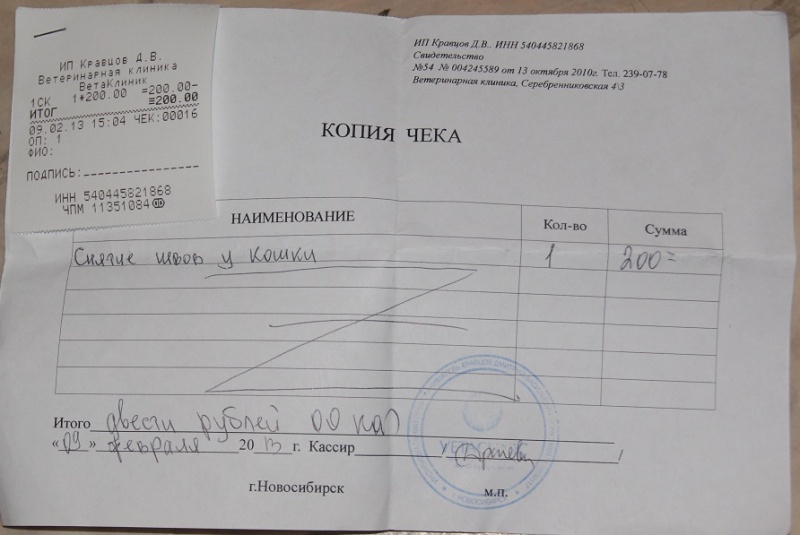 ИП Кравцов Д.В.
Ветеринарная клиника
ВетаКлиник
1СК 1*200.00 =200.00-
ИТОГ ≡200.00
09.02.13 15:04 ЧЕК:00016
ОП: 1
ФИО:
ПОДПИСЬ:
ИНН 540445821868
ЧПМ 11351084
ИП Кравцов Д.В.. ИНН 540445821868
Свидетельство
№54 № 004245589 от 13 октября 2010г. Тел. 239-07-78
Ветеринарная клиника, Серебренниковская 4\3
КОПИЯ ЧЕКА
НАИМЕНОВАНИЕ Кол-во Сумма
Снятие швов у кошки 1 200=
Итого двести рублей 00 коп
«09» февраля 2013 г. Кассир
г.Новосибирск м.п.
Г. НОВОСИБИРСК